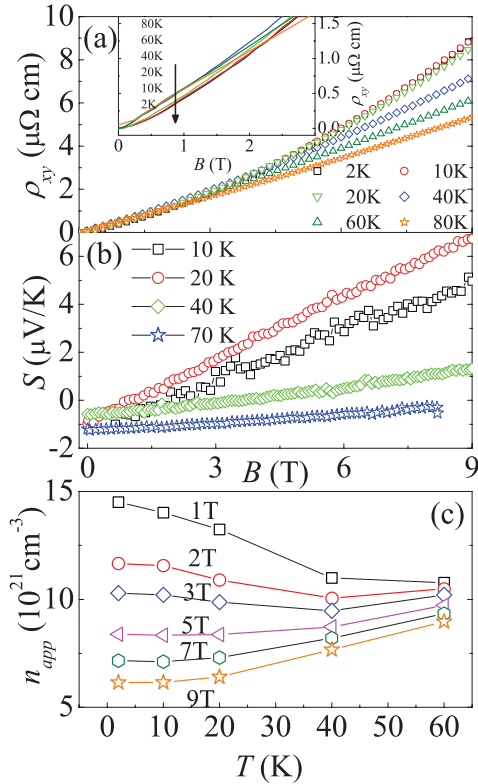 (a)
80K
60K
40K
20K
10K
2K
1.5
1.0
0.5
0.0
ρxy (μΩ cm)
0 1 2
B (T)
10
8
6
4
2
0
ρxy (μΩ cm)
2K 10K
20K 40K
60K 80K
(b)
10 K
20 K
40 K
70 K
6
4
2
0
-2
S (μV/K)
0 3 6 9
B (T)
(c)
15
10
5
n_app (10²¹cm⁻³)
1T
2T
3T
5T
7T
9T
0 10 20 30 40 50 60
T (K)